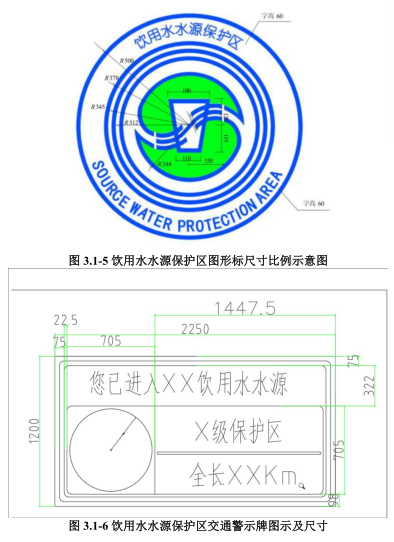 饮用水水源保护区
字高 60
R500
R378
R345
R312
R244
160
110
150
151
SOURCE WATER PROTECTION AREA
字高 60
图 3.1-5 饮用水水源保护区图形标尺寸比例示意图
1447.5
22.5
2250
75
705
75
您已进入XX饮用水水源
322
1200
X级保护区
705
全长XXKm。
98
图 3.1-6 饮用水水源保护区交通警示牌图示及尺寸